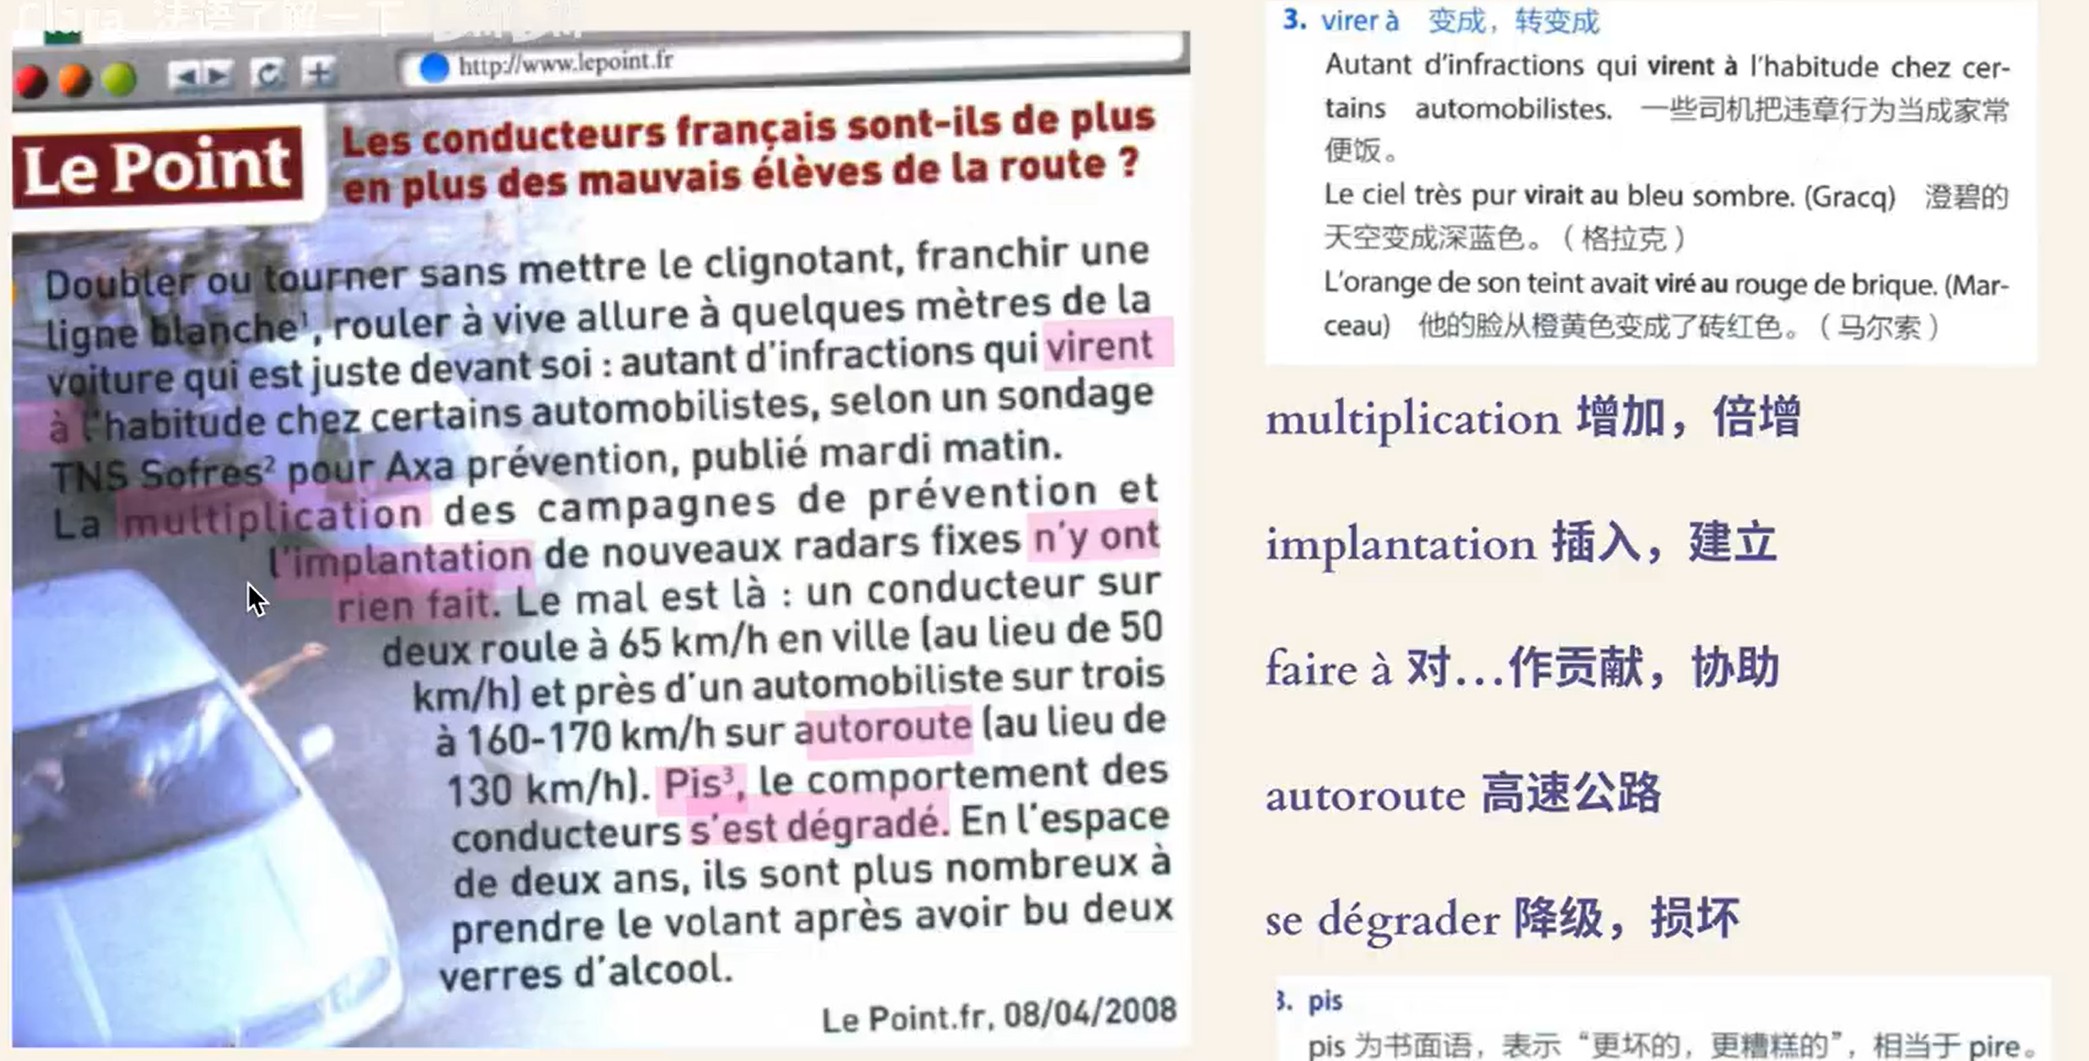 Clara 法语了解一下
http://www.lepoint.fr
Le Point
Les conducteurs français sont-ils de plus
en plus des mauvais élèves de la route ?
Doubler ou tourner sans mettre le clignotant, franchir une
ligne blanche¹, rouler à vive allure à quelques mètres de la
voiture qui est juste devant soi : autant d'infractions qui virent
à l'habitude chez certains automobilistes, selon un sondage
TNS Sofres² pour Axa prévention, publié mardi matin.
La multiplication des campagnes de prévention et
l'implantation de nouveaux radars fixes n'y ont
rien fait. Le mal est là : un conducteur sur
deux roule à 65 km/h en ville (au lieu de 50
km/h) et près d'un automobiliste sur trois
à 160-170 km/h sur autoroute (au lieu de
130 km/h). Pis³, le comportement des
conducteurs s'est dégradé. En l'espace
de deux ans, ils sont plus nombreux à
prendre le volant après avoir bu deux
verres d'alcool.
Le Point.fr, 08/04/2008
3. virer à 变成，转变成
Autant d'infractions qui virent à l'habitude chez cer-
tains automobilistes. 一些司机把违章行为当成家常
便饭。
Le ciel très pur virait au bleu sombre. (Gracq) 澄碧的
天空变成深蓝色。（格拉克）
L'orange de son teint avait viré au rouge de brique. (Mar-
ceau) 他的脸从橙黄色变成了砖红色。（马尔索）
multiplication 增加，倍增
implantation 插入，建立
faire à 对…作贡献，协助
autoroute 高速公路
se dégrader 降级，损坏
3. pis
pis 为书面语，表示“更坏的，更糟糕的”，相当于 pire。